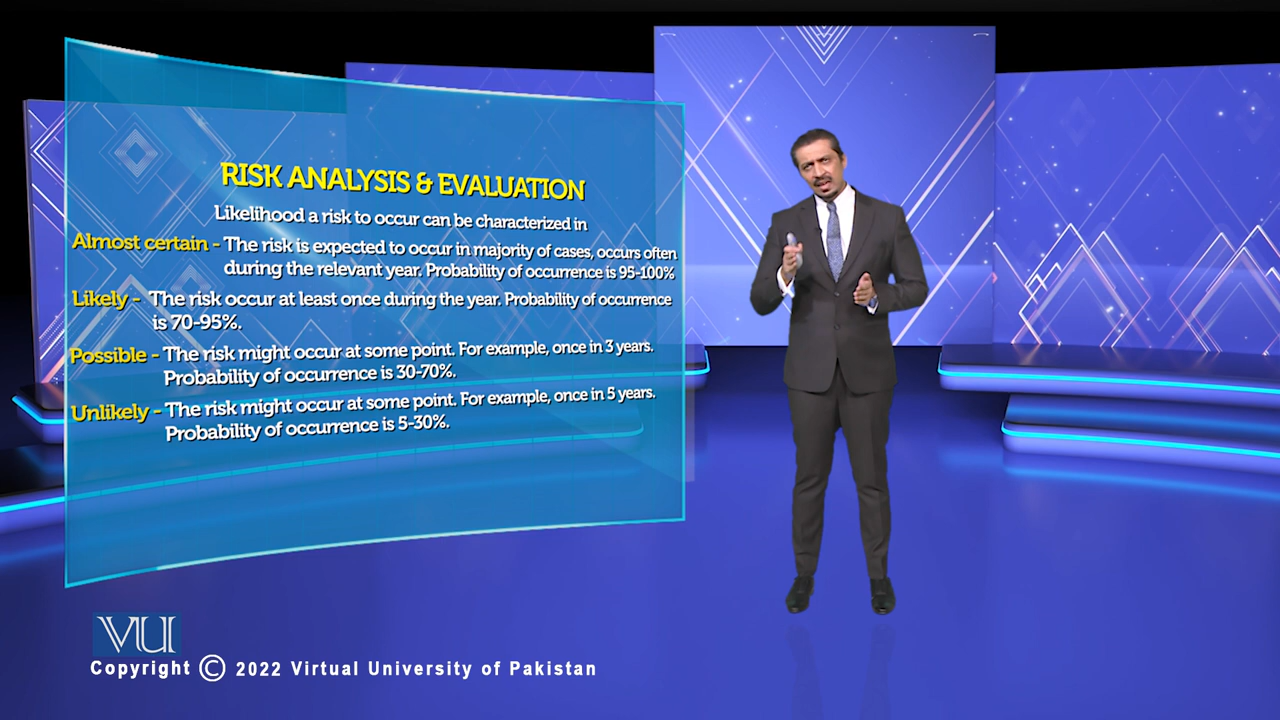 RISK ANALYSIS & EVALUATION
Likelihood a risk to occur can be characterized in
Almost certain - The risk is expected to occur in majority of cases, occurs often
during the relevant year. Probability of occurrence is 95-100%
Likely - The risk occur at least once during the year. Probability of occurrence
is 70-95%.
Possible - The risk might occur at some point. For example, once in 3 years.
Probability of occurrence is 30-70%.
Unlikely - The risk might occur at some point. For example, once in 5 years.
Probability of occurrence is 5-30%.
VU
Copyright © 2022 Virtual University of Pakistan